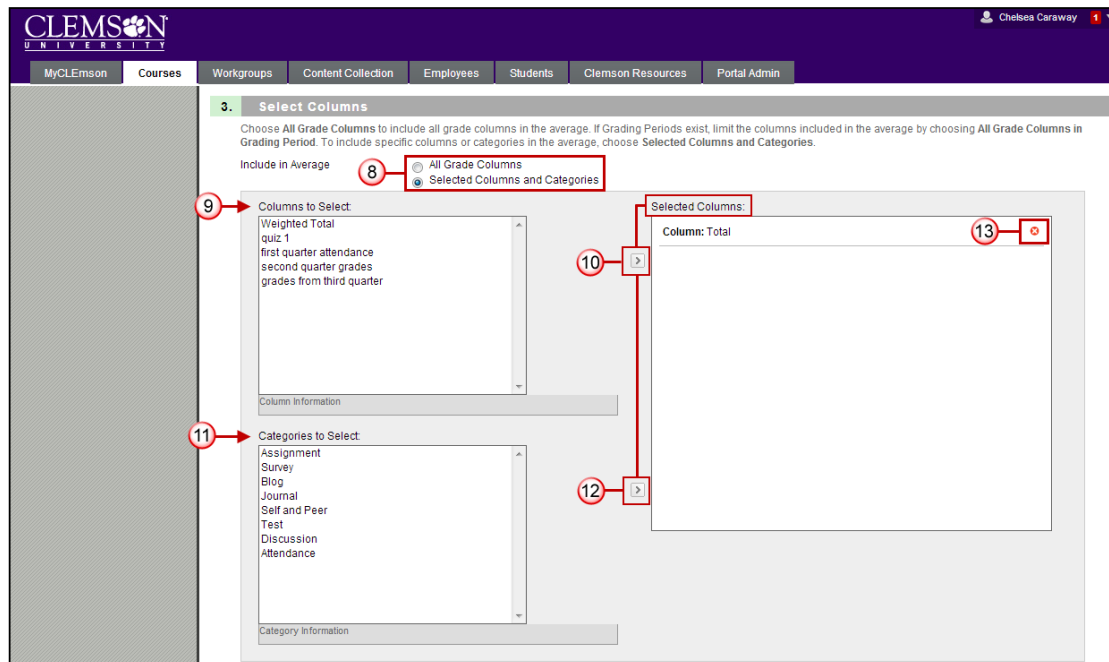 CLEMSON
UNIVERSITY
Chelsea Caraway 1
MyCLEmson Courses Workgroups Content Collection Employees Students Clemson Resources Portal Admin
3. Select Columns
Choose All Grade Columns to include all grade columns in the average. If Grading Periods exist, limit the columns included in the average by choosing All Grade Columns in
Grading Period. To include specific columns or categories in the average, choose Selected Columns and Categories.
Include in Average
8
All Grade Columns
Selected Columns and Categories
9
Columns to Select:
Weighted Total
quiz 1
first quarter attendance
second quarter grades
grades from third quarter
Column Information
10
Selected Columns:
Column: Total
13
11
Categories to Select:
Assignment
Survey
Blog
Journal
Self and Peer
Test
Discussion
Attendance
Category Information
12